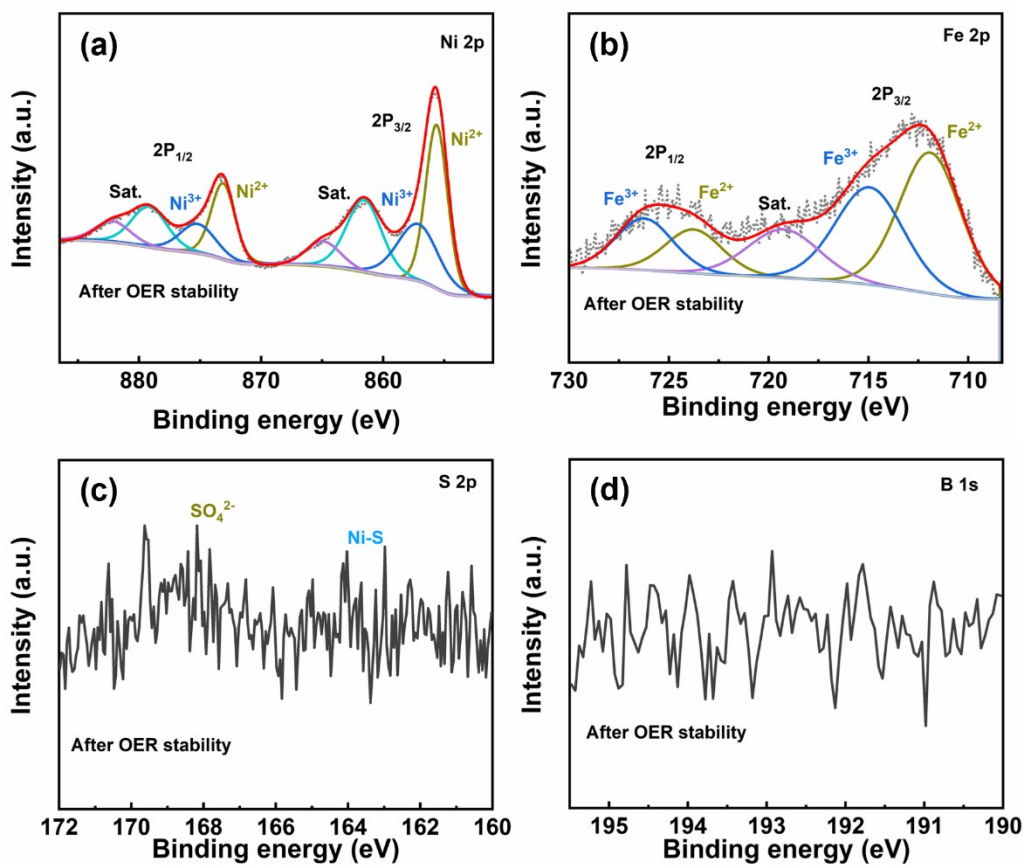 (a)
Ni 2p
2P1/2
2P3/2
Ni2+
Sat.
Ni3+
Ni2+
Sat.
Ni3+
After OER stability
880
870
860
Binding energy (eV)
Intensity (a.u.)
(b)
Fe 2p
2P3/2
2P1/2
Fe3+
Fe2+
Fe3+
Fe2+
Sat.
After OER stability
730
725
720
715
710
Binding energy (eV)
Intensity (a.u.)
(c)
S 2p
SO42-
Ni-S
After OER stability
172
170
168
166
164
162
160
Binding energy (eV)
Intensity (a.u.)
(d)
B 1s
After OER stability
195
194
193
192
191
190
Binding energy (eV)
Intensity (a.u.)